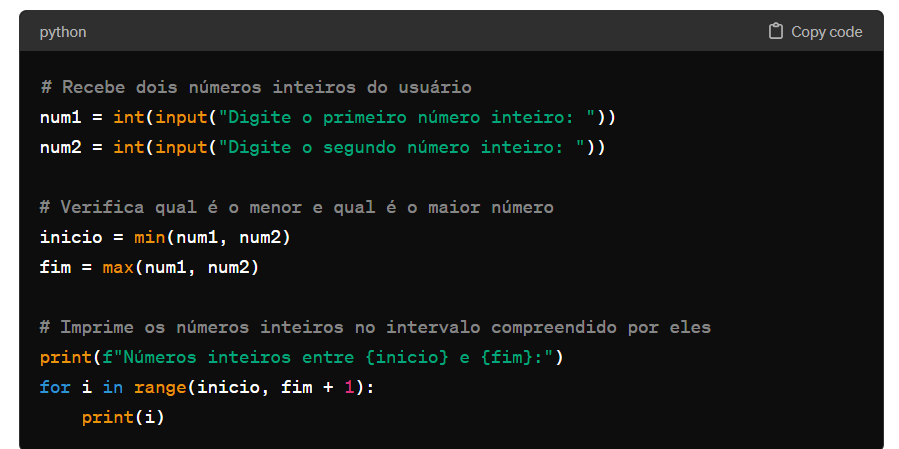 python
Copy code
# Recebe dois números inteiros do usuário
num1 = int(input("Digite o primeiro número inteiro: "))
num2 = int(input("Digite o segundo número inteiro: "))
# Verifica qual é o menor e qual é o maior número
inicio = min(num1, num2)
fim = max(num1, num2)
# Imprime os números inteiros no intervalo compreendido por eles
print(f"Números inteiros entre {inicio} e {fim}:")
for i in range(inicio, fim + 1):
    print(i)